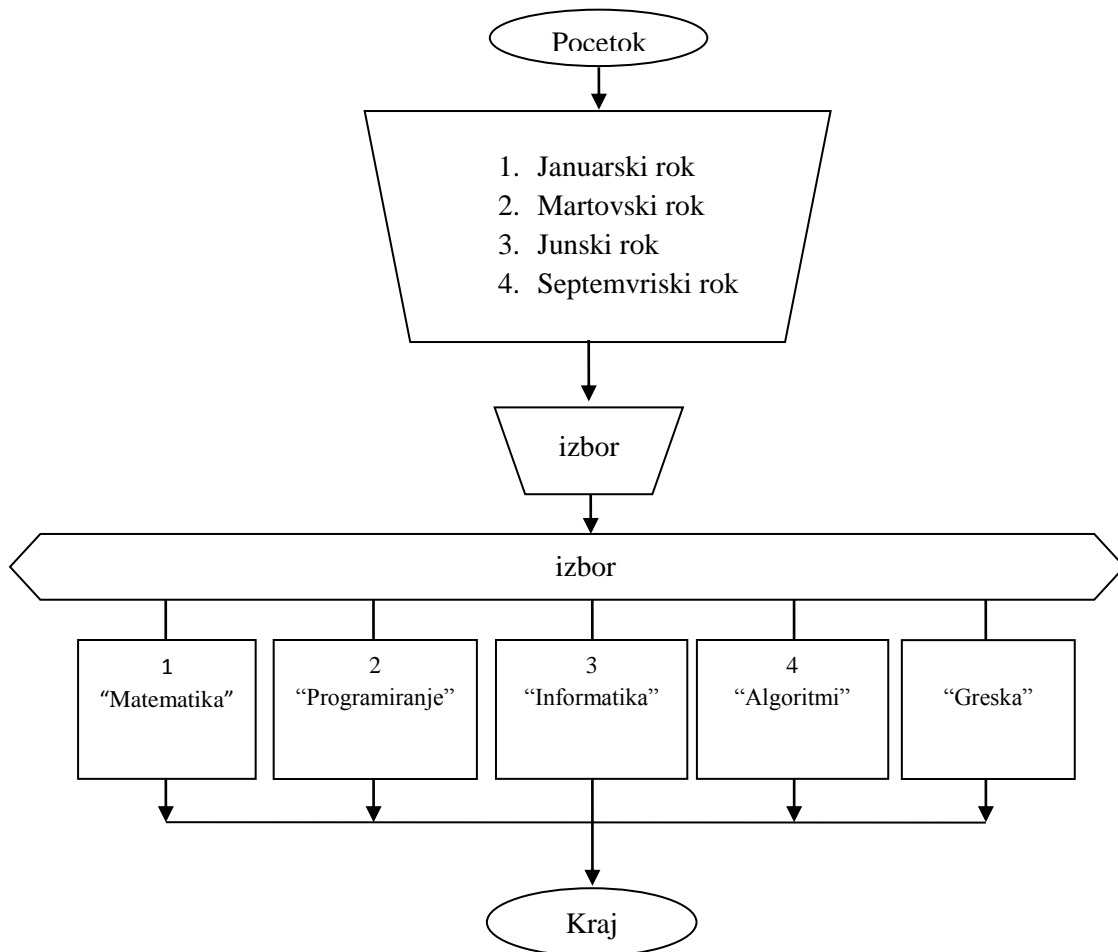 Pocetok
1. Januarski rok
2. Martovski rok
3. Junski rok
4. Septemvriski rok
izbor
izbor
1
“Matematika”
2
“Programiranje”
3
“Informatika”
4
“Algoritmi”
“Greska”
Kraj